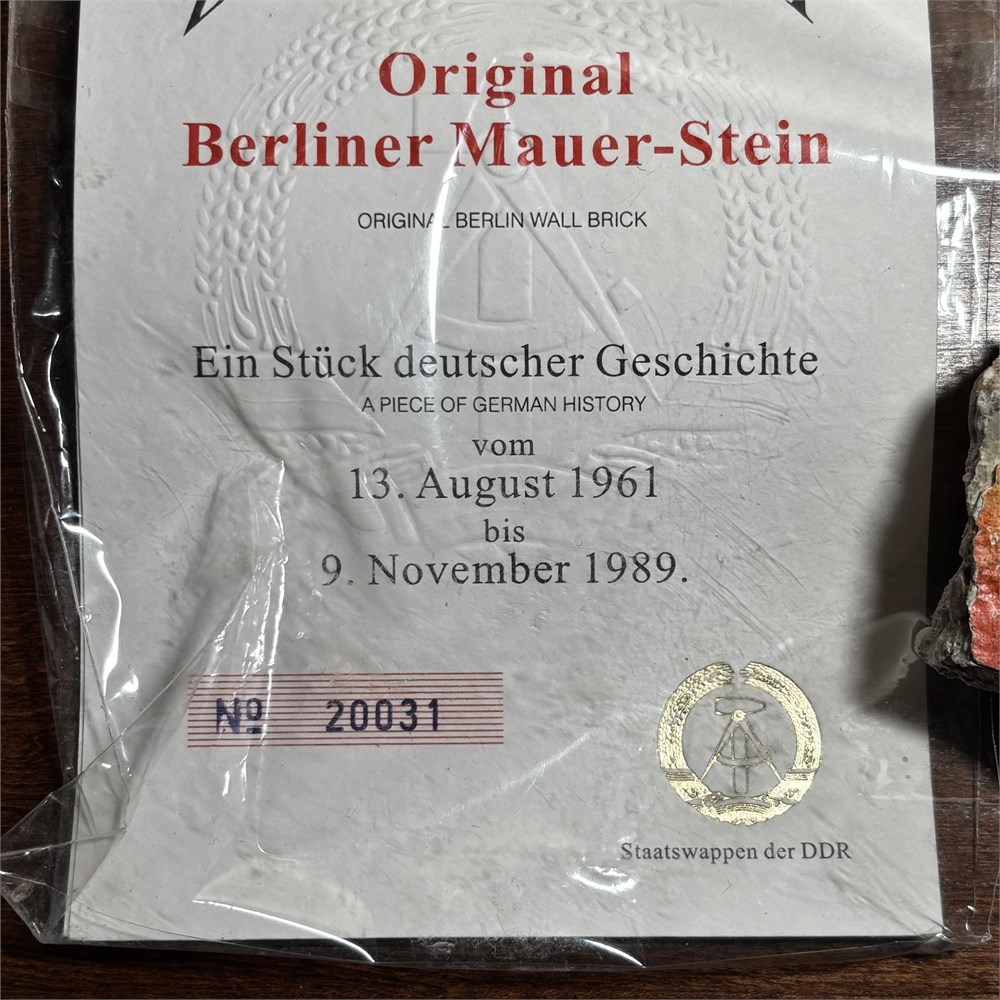 Original
Berliner Mauer-Stein
ORIGINAL BERLIN WALL BRICK
Ein Stück deutscher Geschichte
A PIECE OF GERMAN HISTORY
vom
13. August 1961
bis
9. November 1989.
Nº 20031
Staatswappen der DDR